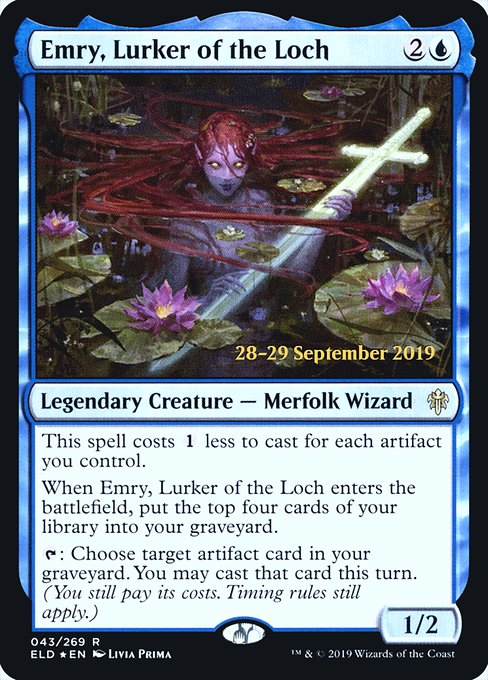 Emry, Lurker of the Loch 2
28–29 September 2019
Legendary Creature — Merfolk Wizard
This spell costs 1 less to cast for each artifact
you control.
When Emry, Lurker of the Loch enters the
battlefield, put the top four cards of your
library into your graveyard.
: Choose target artifact card in your
graveyard. You may cast that card this turn.
(You still pay its costs. Timing rules still
apply.)
1/2
043/269 R
ELD ★ EN Livia Prima
™ & © 2019 Wizards of the Coast